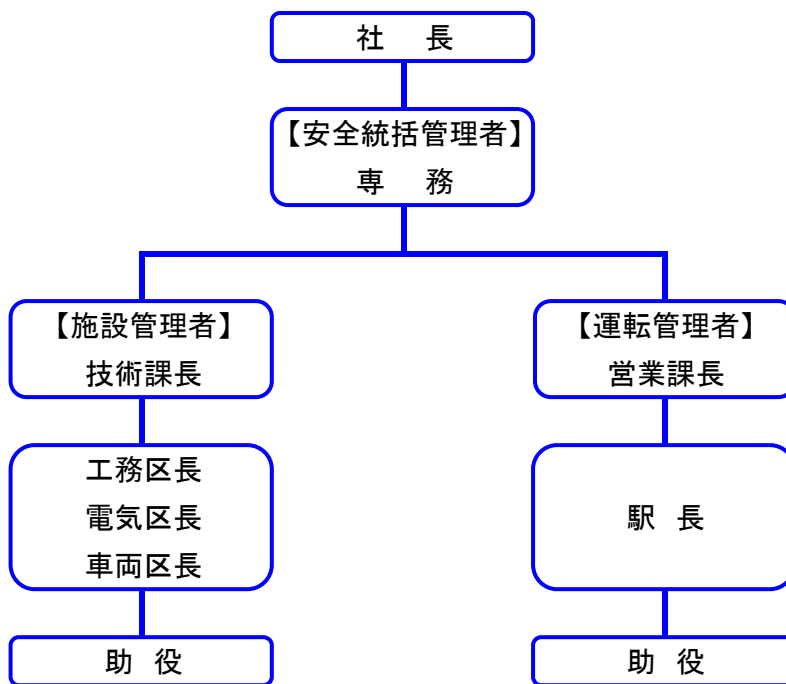 社 長
【安全統括管理者】
専 務
【施設管理者】
技術課長
【運転管理者】
営業課長
工務区長
電気区長
車両区長
駅 長
助 役
助 役